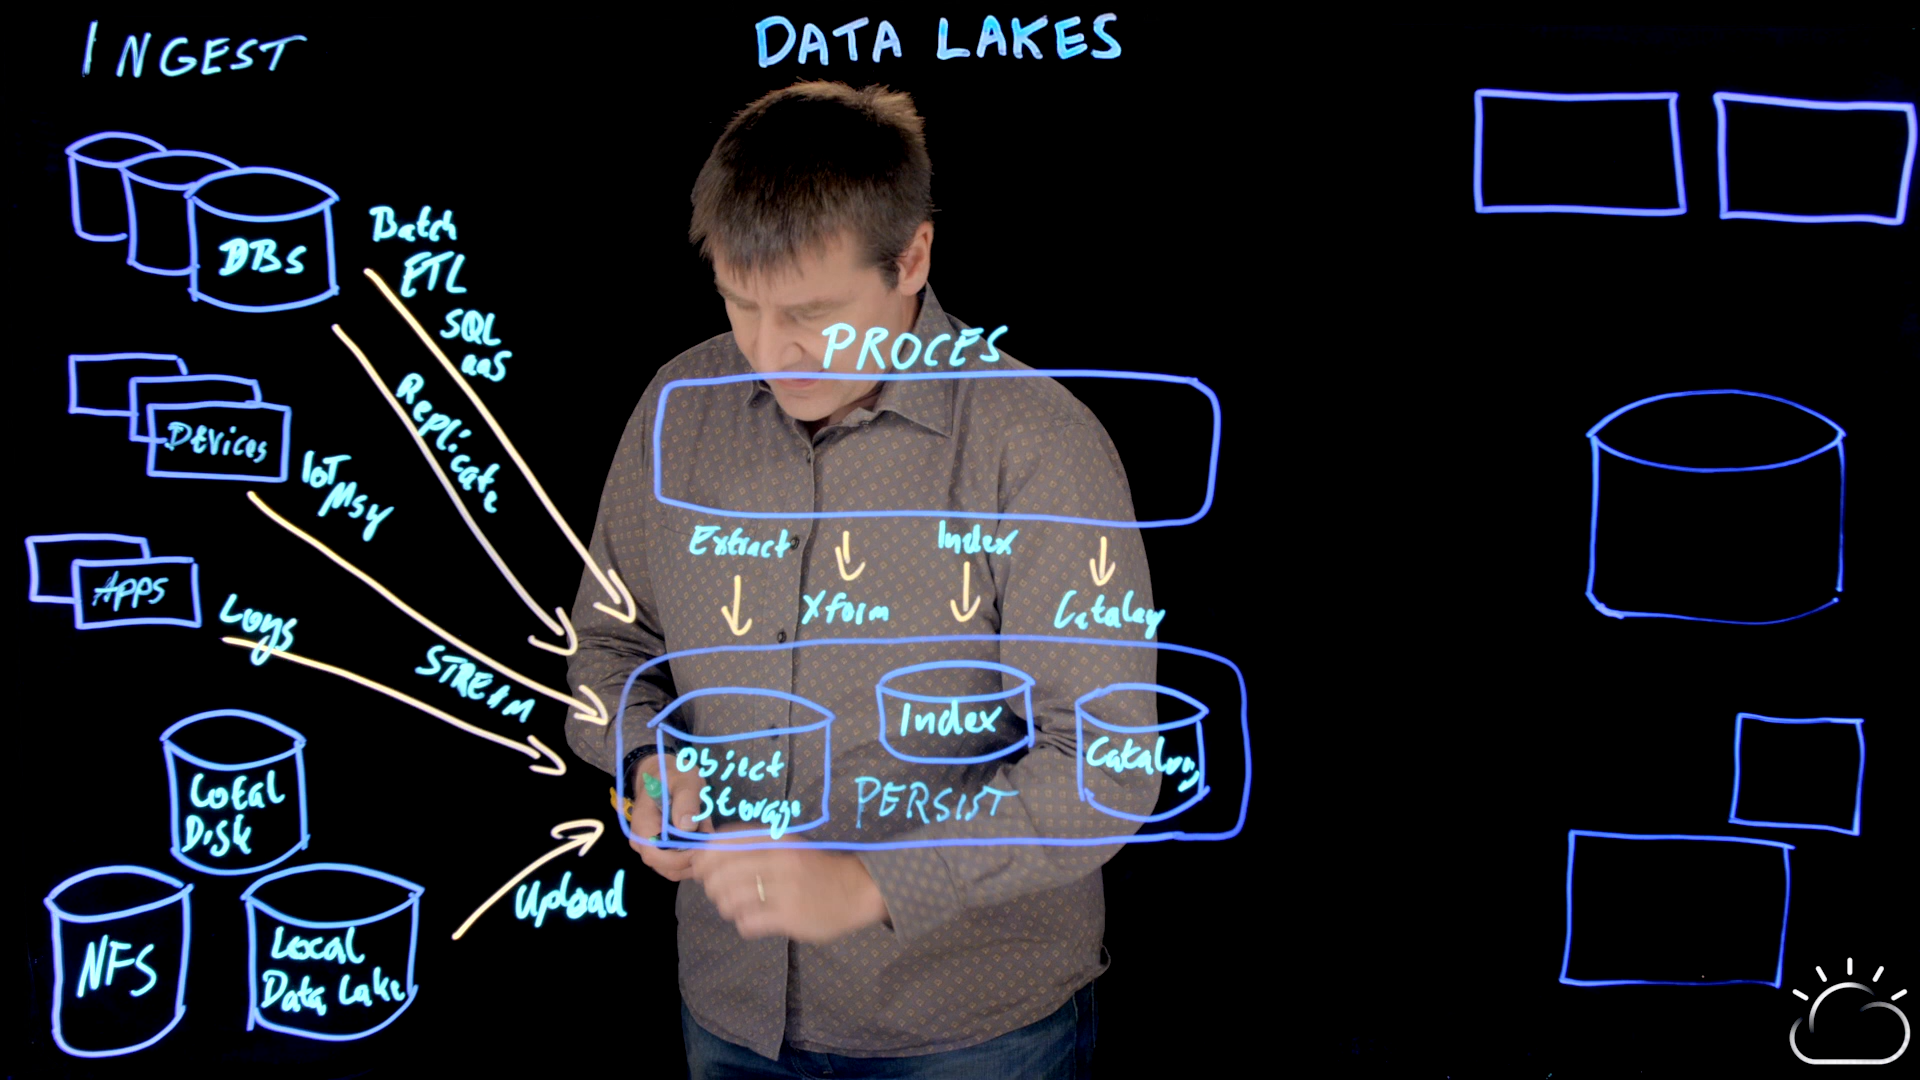 INGEST
DATA LAKES
DBs
Batch
ETL
SQL
aaS
Replicate
Devices
IoT
Msg
Apps
Logs
STREAM
Local
Disk
NFS
Local
Data Lake
Upload
PROCES
Extract
Xform
Index
Catalog
Object
Storage
Index
Catalog
PERSIST